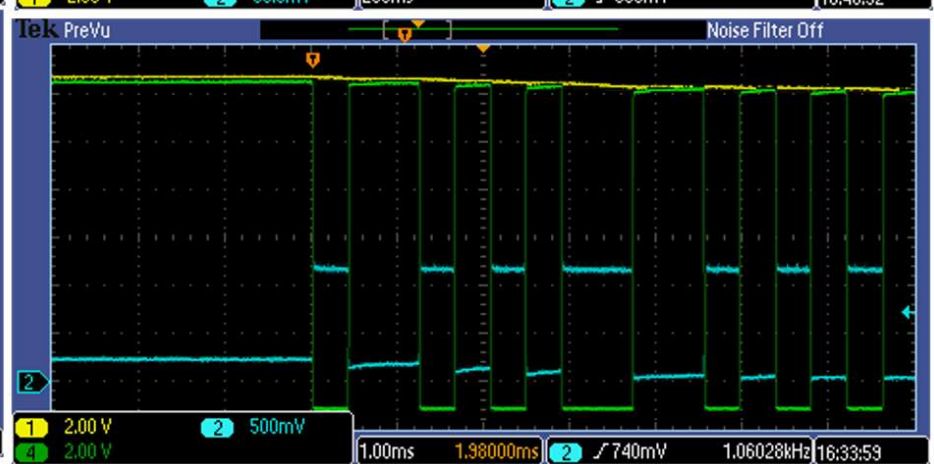 Tek PreVu
Noise Filter Off
T
T
2
1 2.00 V 2 500mV
4 2.00 V
1.00ms 1.98000ms 2 740mV 1.06028kHz 16:33:59